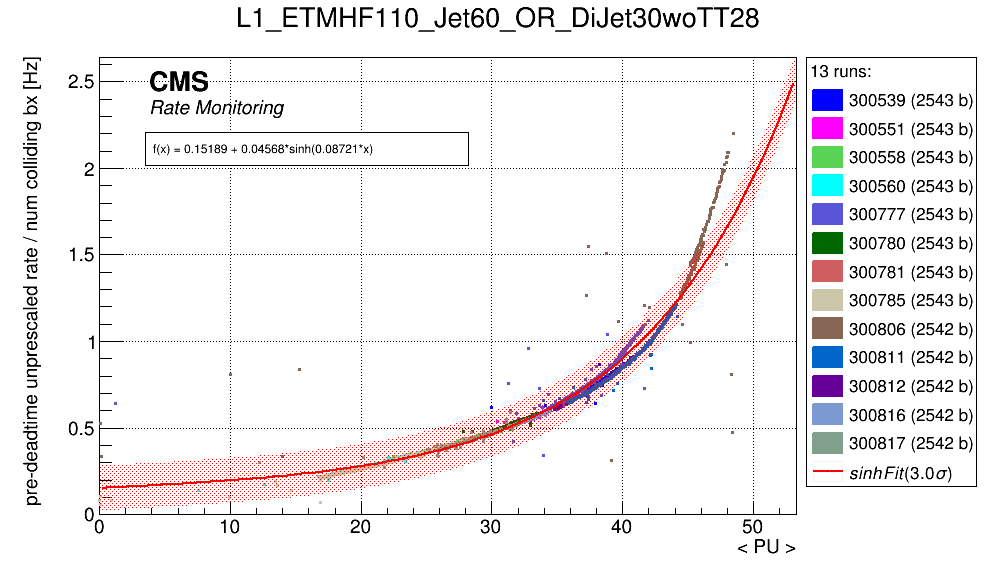 L1_ETMHF110_Jet60_OR_DiJet30woTT28
pre-deadtime unprescaled rate / num colliding bx [Hz]
2.5
2
1.5
1
0.5
0
CMS
Rate Monitoring
f(x) = 0.15189 + 0.04568*sinh(0.08721*x)
0 10 20 30 40 50
< PU >
13 runs:
300539 (2543 b)
300551 (2543 b)
300558 (2543 b)
300560 (2543 b)
300777 (2543 b)
300780 (2543 b)
300781 (2543 b)
300785 (2543 b)
300806 (2542 b)
300811 (2542 b)
300812 (2542 b)
300816 (2542 b)
300817 (2542 b)
sinhFit(3.0σ)